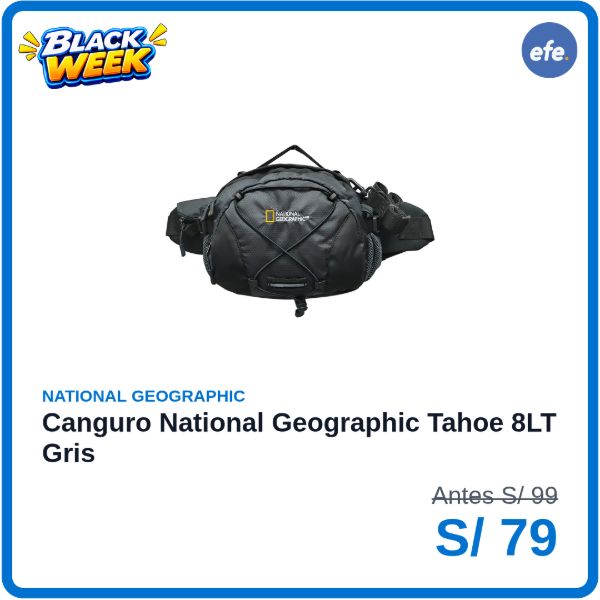 BLACK
WEEK
efe.
NATIONAL
GEOGRAPHIC
NATIONAL GEOGRAPHIC
Canguro National Geographic Tahoe 8LT
Gris
Antes S/ 99
S/ 79